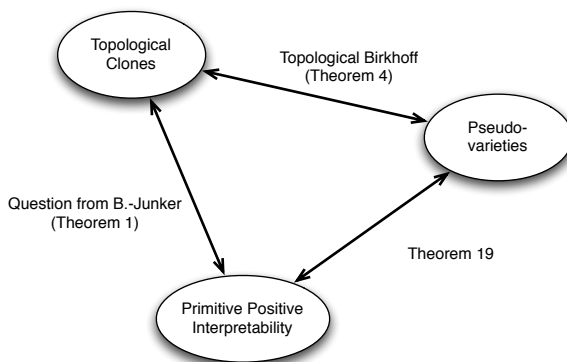 Topological
Clones
Topological Birkhoff
(Theorem 4)
Pseudo-
varieties
Question from B.-Junker
(Theorem 1)
Theorem 19
Primitive Positive
Interpretability